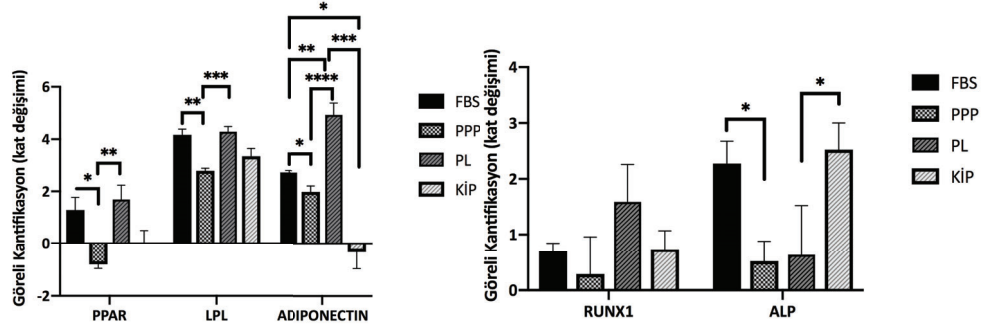 Göreli Kantifikasyon (kat değişimi)
6
4
2
0
-2
*
**
**
***
*
**
****
***
*
PPAR
LPL
ADIPONECTIN
FBS
PPP
PL
KİP
Göreli Kantifikasyon (kat değişimi)
4
3
2
1
0
*
*
RUNX1
ALP
FBS
PPP
PL
KİP